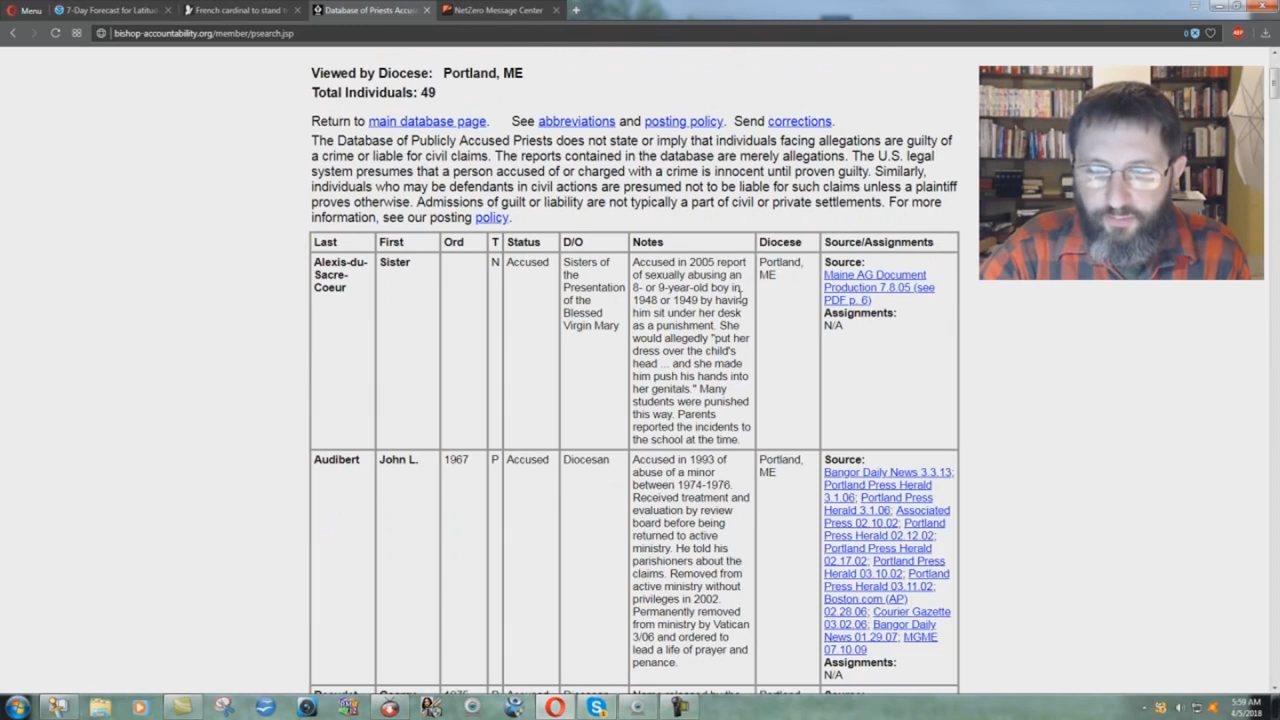 Menu
7-Day Forecast for Latitud
French cardinal to stand tr
Database of Priests Accus
NetZero Message Center
bishop-accountability.org/member/psearch.jsp
0
ABP
Viewed by Diocese: Portland, ME
Total Individuals: 49
Return to main database page. See abbreviations and posting policy. Send corrections.
The Database of Publicly Accused Priests does not state or imply that individuals facing allegations are guilty of
a crime or liable for civil claims. The reports contained in the database are merely allegations. The U.S. legal
system presumes that a person accused of or charged with a crime is innocent until proven guilty. Similarly,
individuals who may be defendants in civil actions are presumed not to be liable for such claims unless a plaintiff
proves otherwise. Admissions of guilt or liability are not typically a part of civil or private settlements. For more
information, see our posting policy.
Last First Ord T Status D/O Notes Diocese Source/Assignments
Alexis-du-
Sacre-
Coeur
Sister
N
Accused
Sisters of
the
Presentation
of the
Blessed
Virgin Mary
Accused in 2005 report
of sexually abusing an
8- or 9-year-old boy in
1948 or 1949 by having
him sit under her desk
as a punishment. She
would allegedly "put her
dress over the child's
head ... and she made
him push his hands into
her genitals." Many
students were punished
this way. Parents
reported the incidents to
the school at the time.
Portland,
ME
Source:
Maine AG Document
Production 7.8.05 (see
PDF p. 6)
Assignments:
N/A
Audibert
John L.
1967
P
Accused
Diocesan
Accused in 1993 of
abuse of a minor
between 1974-1976.
Received treatment and
evaluation by review
board before being
returned to active
ministry. He told his
parishioners about the
claims. Removed from
active ministry without
privileges in 2002.
Permanently removed
from ministry by Vatican
3/06 and ordered to
lead a life of prayer and
penance.
Portland,
ME
Source:
Bangor Daily News 3.3.13;
Portland Press Herald
3.1.06; Portland Press
Herald 3.1.06; Associated
Press 02.10.02; Portland
Press Herald 02.12.02;
Portland Press Herald
02.17.02; Portland Press
Herald 03.10.02; Portland
Press Herald 03.11.02;
Boston.com (AP)
02.28.06; Courier Gazette
03.02.06; Bangor Daily
News 01.29.07; MGME
07.10.09
Assignments:
N/A
5:59 AM
4/5/2018